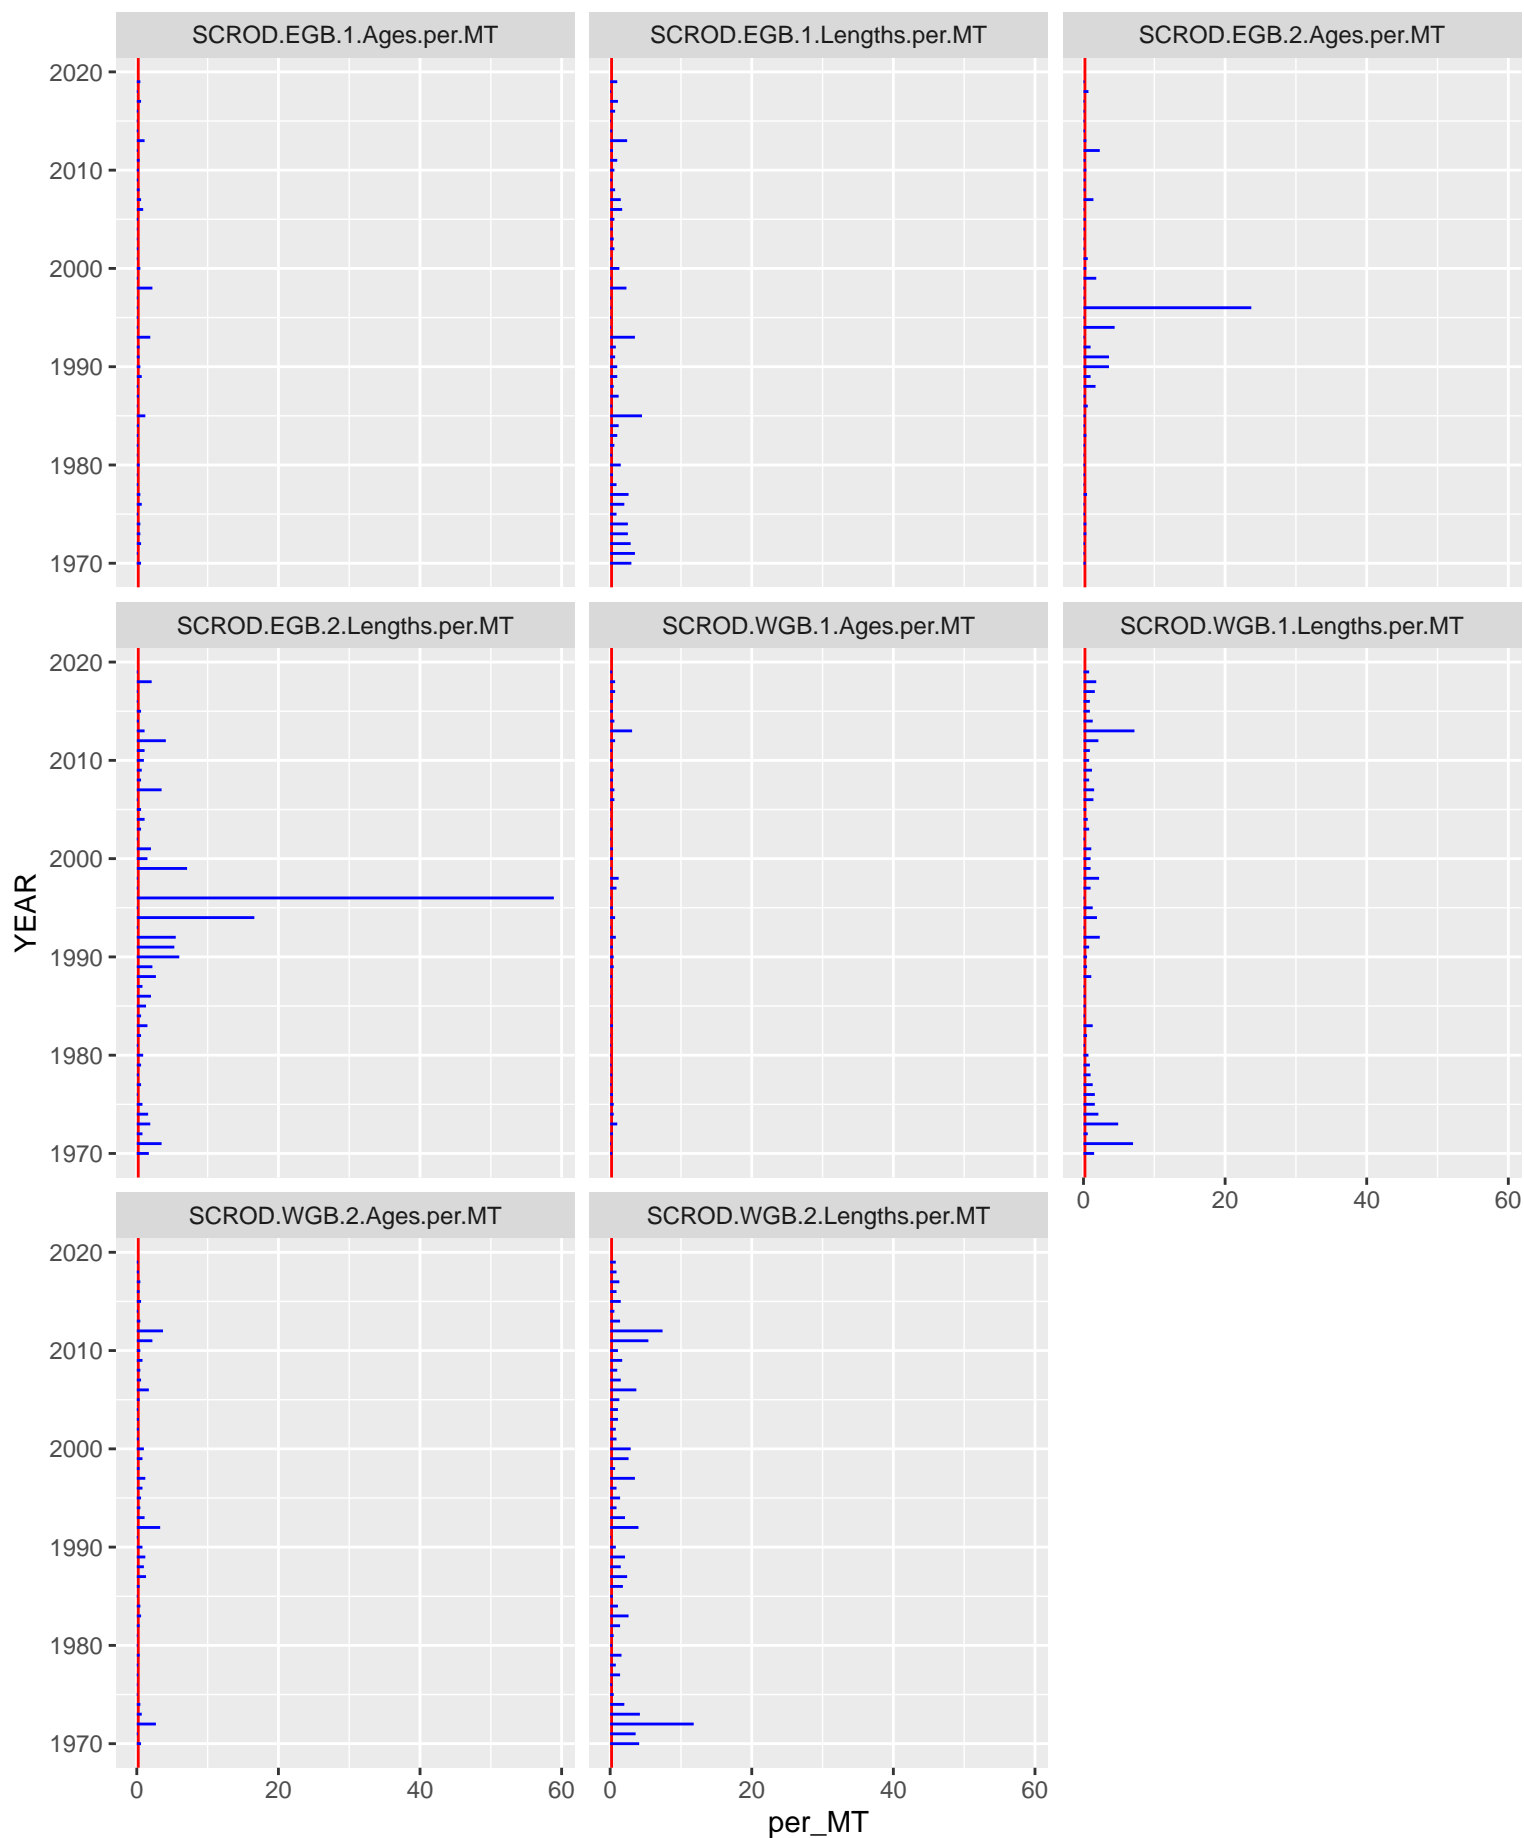 SCROD.EGB.1.Ages.per.MT
SCROD.EGB.1.Lengths.per.MT
SCROD.EGB.2.Ages.per.MT
2020
2010
2000
1990
1980
1970
SCROD.EGB.2.Lengths.per.MT
SCROD.WGB.1.Ages.per.MT
SCROD.WGB.1.Lengths.per.MT
2020
2010
2000
1990
1980
1970
0 20 40 60
YEAR
SCROD.WGB.2.Ages.per.MT
SCROD.WGB.2.Lengths.per.MT
2020
2010
2000
1990
1980
1970
0 20 40 60
0 20 40 60
per_MT